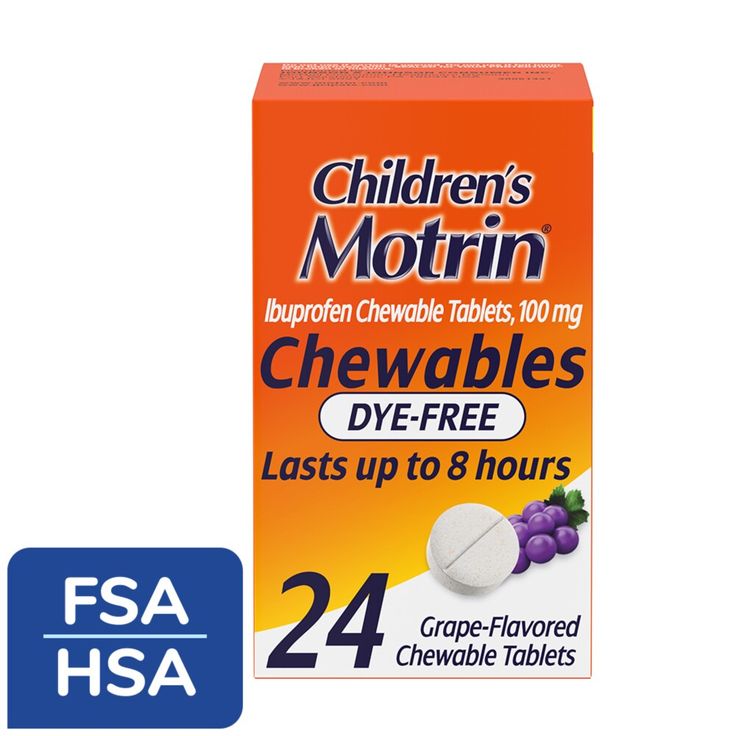 Children's
Motrin®
Ibuprofen Chewable Tablets, 100 mg
Chewables
DYE-FREE
Lasts up to 8 hours
24
Grape-Flavored
Chewable Tablets
FSA
HSA